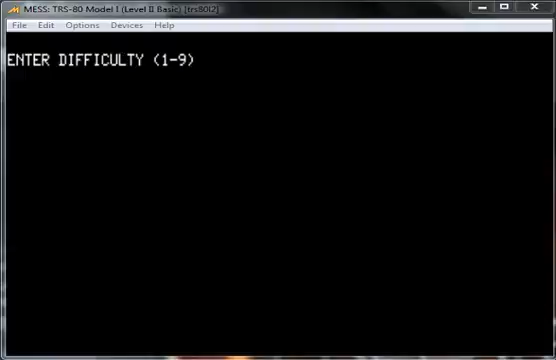 MESS: TRS-80 Model I (Level II Basic) [trs80l2]
File Edit Options Devices Help
ENTER DIFFICULTY (1-9)